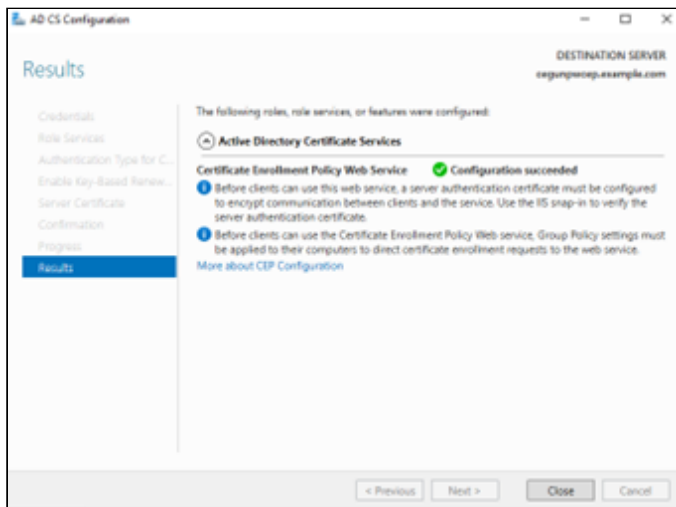 AD CS Configuration
DESTINATION SERVER
Results
cegunpwcep.example.com
Credentials
Role Services
Authentication Type for C...
Enable Key-Based Renew...
Server Certificate
Confirmation
Progress
Results
The following roles, role services, or features were configured:
Active Directory Certificate Services
Certificate Enrollment Policy Web Service
Configuration succeeded
Before clients can use this web service, a server authentication certificate must be configured
to encrypt communication between clients and the service. Use the IIS snap-in to verify the
server authentication certificate.
Before clients can use the Certificate Enrollment Policy Web service, Group Policy settings must
be applied to their computers to direct certificate enrollment requests to the web service.
More about CEP Configuration
< Previous
Next >
Close
Cancel